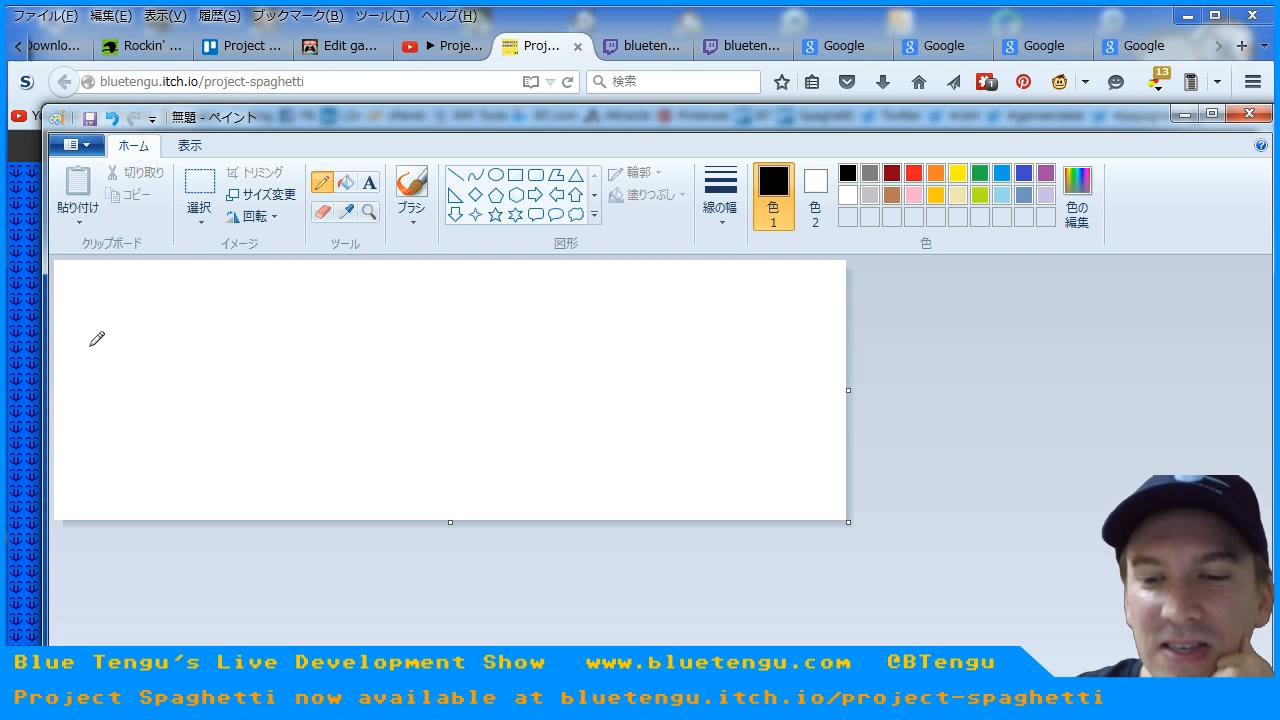 ファイル(F) 編集(E) 表示(V) 履歴(S) ブックマーク(B) ツール(T) ヘルプ(H)
Downlo... Rockin' ... Project ... Edit ga... ▶ Proje... Proj... blueten... blueten... Google Google Google Google
bluetengu.itch.io/project-spaghetti 検索 1 13
無題 - ペイント
ホーム 表示
貼り付け 切り取り コピー 選択 トリミング サイズ変更 回転 A ブラシ 輪郭 塗りつぶし 線の幅 色 1 色 2 色の編集
クリップボード イメージ ツール 図形 色
Blue Tengu's Live Development Show www.bluetengu.com @BTengu
Project Spaghetti now available at bluetengu.itch.io/project-spaghetti